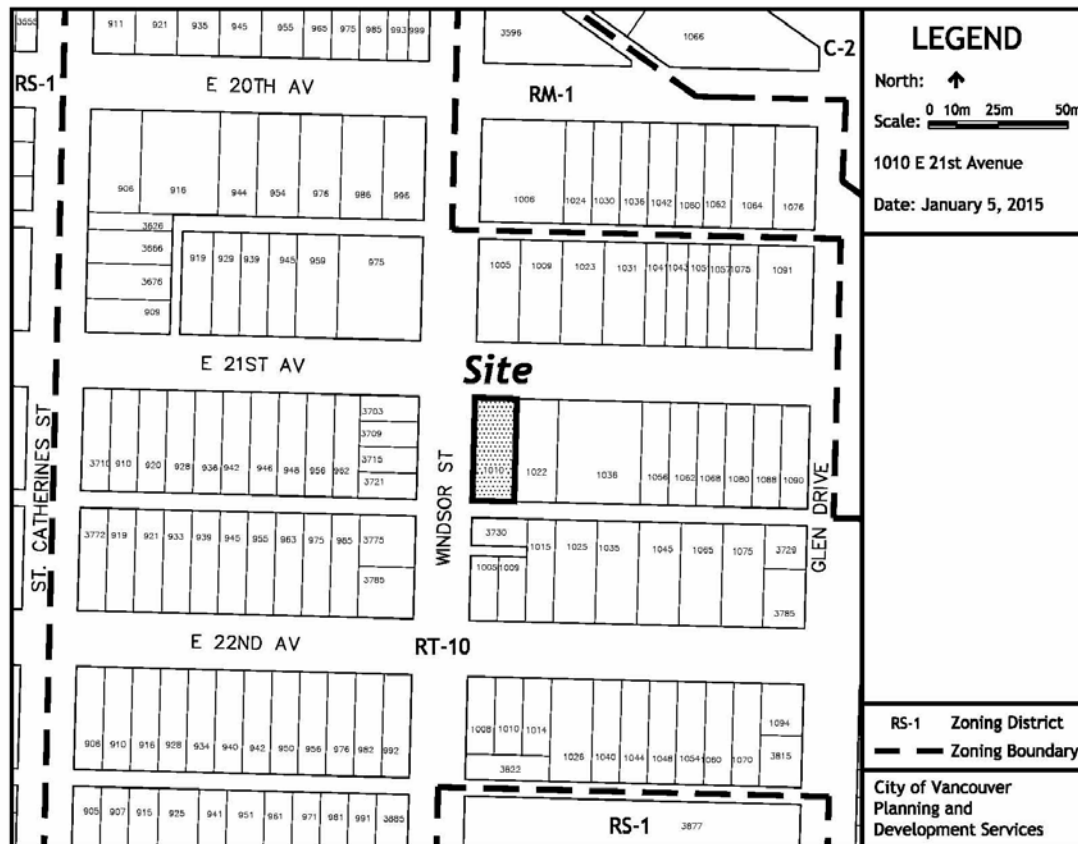 3655
911 921 935 945 955 965 975 985 993 999
3596
1066
C-2
RS-1
E 20TH AV
RM-1
906 916 944 954 976 986 996
1006 1024 1030 1036 1042 1060 1062 1064 1076
3626
3666
3676
909
919 929 939 945 959 975
1005 1009 1023 1031 1041 1043 1057 1075 1091
E 21ST AV
Site
3703
3709
3715
3721
3710 910 920 928 936 942 946 948 956 962
1010 1022 1036 1056 1062 1068 1080 1088 1090
ST. CATHERINES ST
WINDSOR ST
GLEN DRIVE
3772 919 921 933 939 945 955 963 975 985 3775
3785
3730
1005 1009 1015 1025 1035 1045 1065 1075 3729
3785
E 22ND AV
RT-10
906 910 916 928 934 940 942 950 956 976 982 992
1008 1010 1014
3822
1026 1040 1044 1048 1054 1060 1070
1094
3815
905 907 915 925 941 951 961 971 981 991 3885
RS-1
3877
LEGEND
North:
Scale: 0 10m 25m 50m
1010 E 21st Avenue
Date: January 5, 2015
RS-1 Zoning District
Zoning Boundary
City of Vancouver
Planning and
Development Services